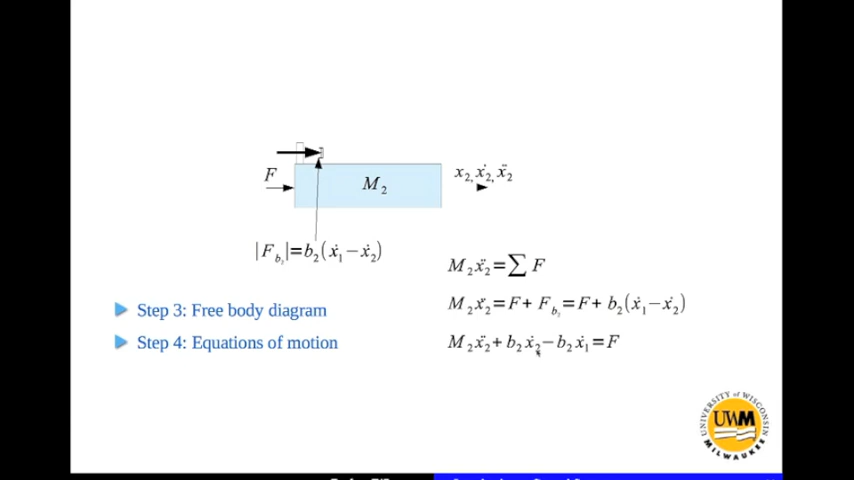 F
M₂
x₂, ẋ₂, ẍ₂
|F_b₂|=b₂(ẋ₁−ẋ₂)
M₂ẍ₂=∑F
M₂ẍ₂=F+F_b₂=F+b₂(ẋ₁−ẋ₂)
M₂ẍ₂+b₂ẋ₂−b₂ẋ₁=F
Step 3: Free body diagram
Step 4: Equations of motion
UNIVERSITY of WISCONSIN
UWM
MILWAUKEE